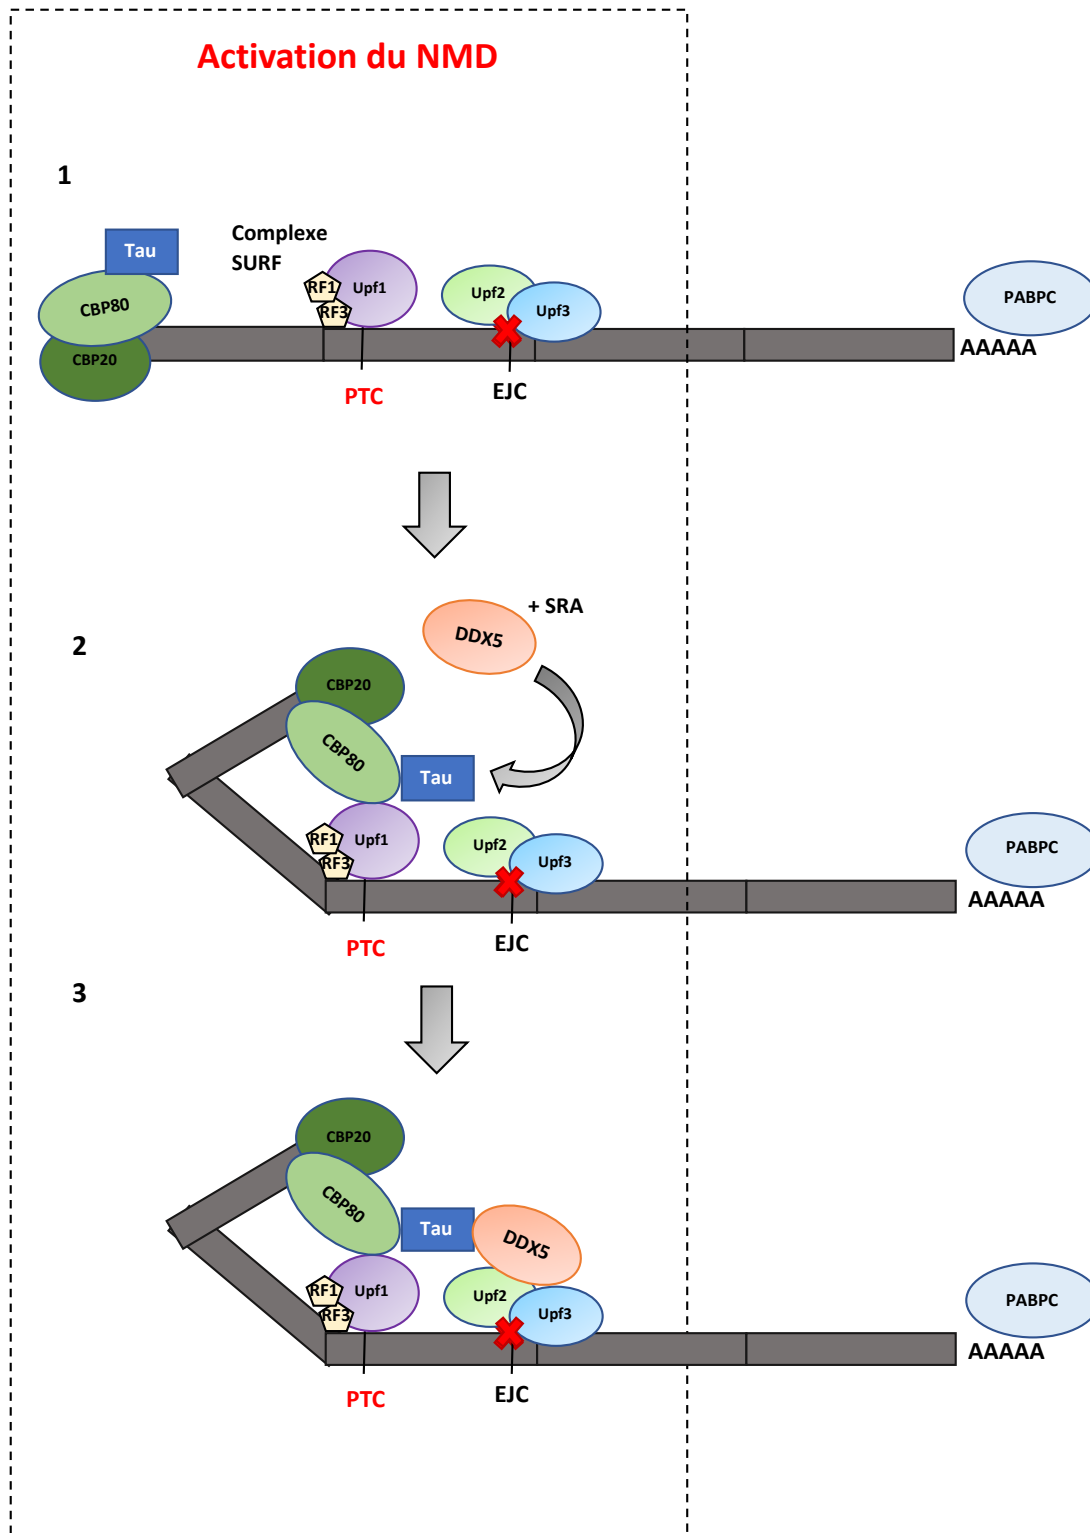 Activation du NMD
1
Complexe
SURF
Tau
CBP80
CBP20
RF1
RF3
Upf1
Upf2
Upf3
PABPC
AAAAA
PTC
EJC
+ SRA
DDX5
2
CBP20
CBP80
Tau
RF1
RF3
Upf1
Upf2
Upf3
PABPC
AAAAA
PTC
EJC
3
CBP20
CBP80
Tau
DDX5
RF1
RF3
Upf1
Upf2
Upf3
PABPC
AAAAA
PTC
EJC